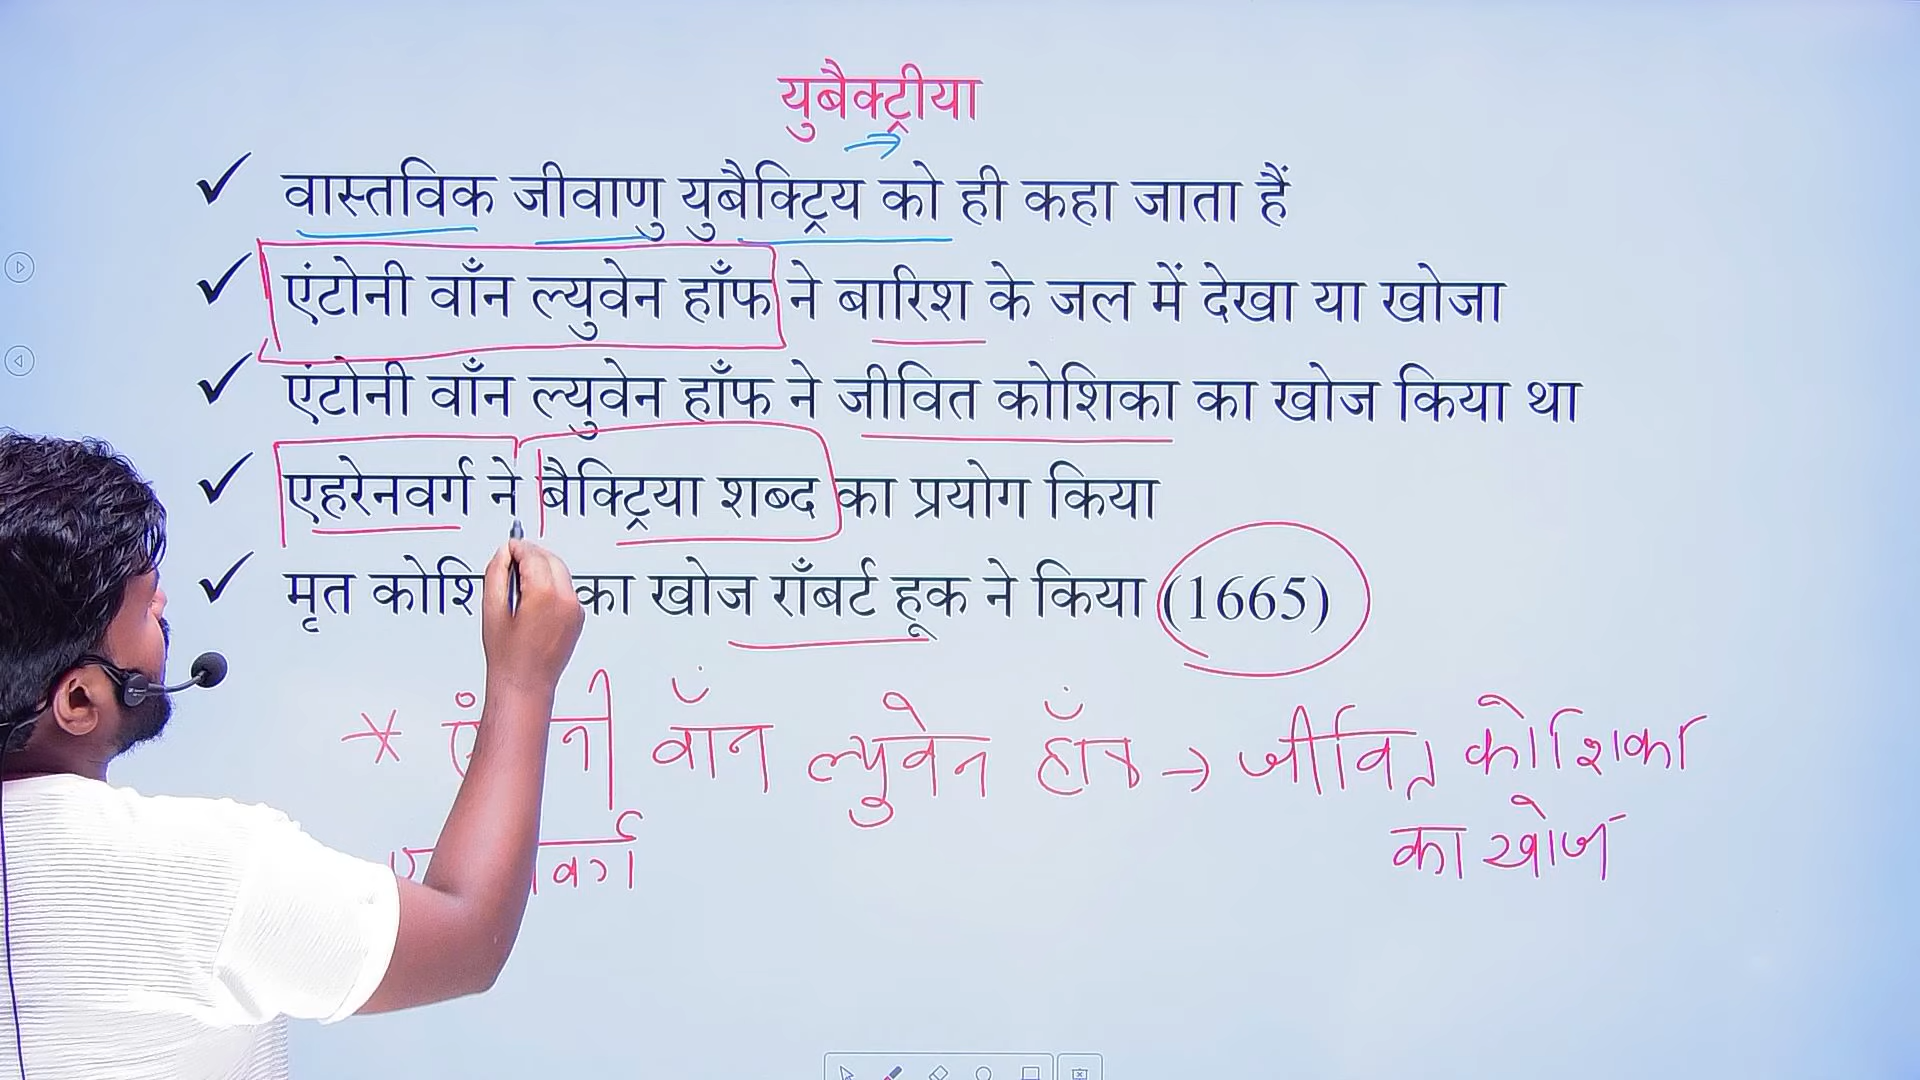 युबैक्ट्रीया
✓ वास्तविक जीवाणु युबैक्ट्रिय को ही कहा जाता हैं
✓ एंटोनी वाँन ल्युवेन हाँफ ने बारिश के जल में देखा या खोजा
✓ एंटोनी वाँन ल्युवेन हाँफ ने जीवित कोशिका का खोज किया था
✓ एहरेनवर्ग ने बैक्ट्रिया शब्द का प्रयोग किया
✓ मृत का खोज राँबर्ट हूक ने किया (1665)
* वाँन ल्युवेन हाँफ → जीवित कोशिका
का खोज